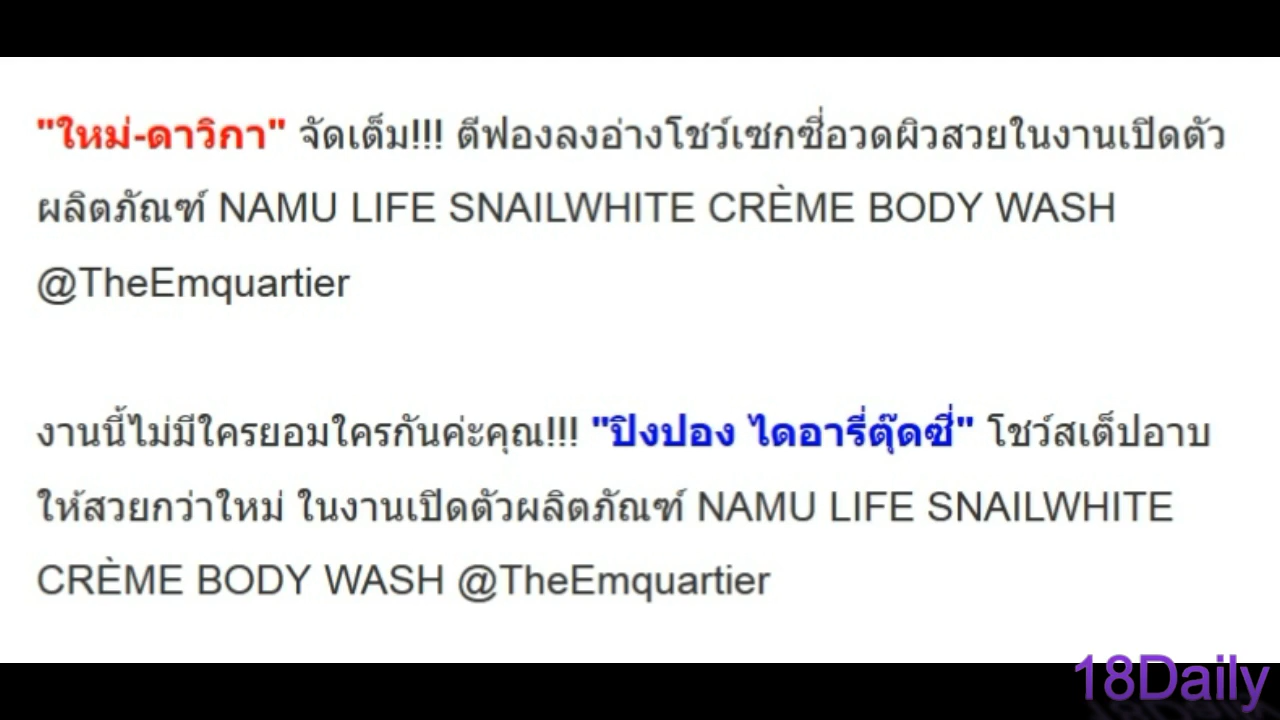 "ใหม่-ดาวิกา" จัดเต็ม!!! ตีฟองลงอ่างโชว์เซกซี่อวดผิวสวยในงานเปิดตัว
ผลิตภัณฑ์ NAMU LIFE SNAILWHITE CRÈME BODY WASH
@TheEmquartier
งานนี้ไม่มีใครยอมใครกันค่ะคุณ!!! "ปิงปอง ไดอารี่ตุ๊ดซี่" โชว์สเต็ปอาบ
ให้สวยกว่าใหม่ ในงานเปิดตัวผลิตภัณฑ์ NAMU LIFE SNAILWHITE
CRÈME BODY WASH @TheEmquartier
18Daily